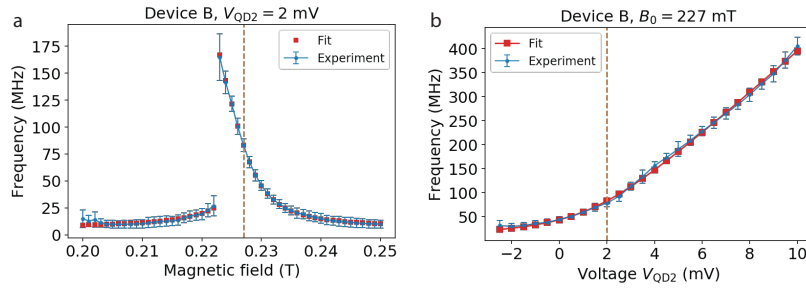 a
Device B, V_QD2 = 2 mV
Frequency (MHz)
175
150
125
100
75
50
25
0
Fit
Experiment
0.20 0.21 0.22 0.23 0.24 0.25
Magnetic field (T)
b
Device B, B_0 = 227 mT
Frequency (MHz)
400
350
300
250
200
150
100
50
Fit
Experiment
−2 0 2 4 6 8 10
Voltage V_QD2 (mV)